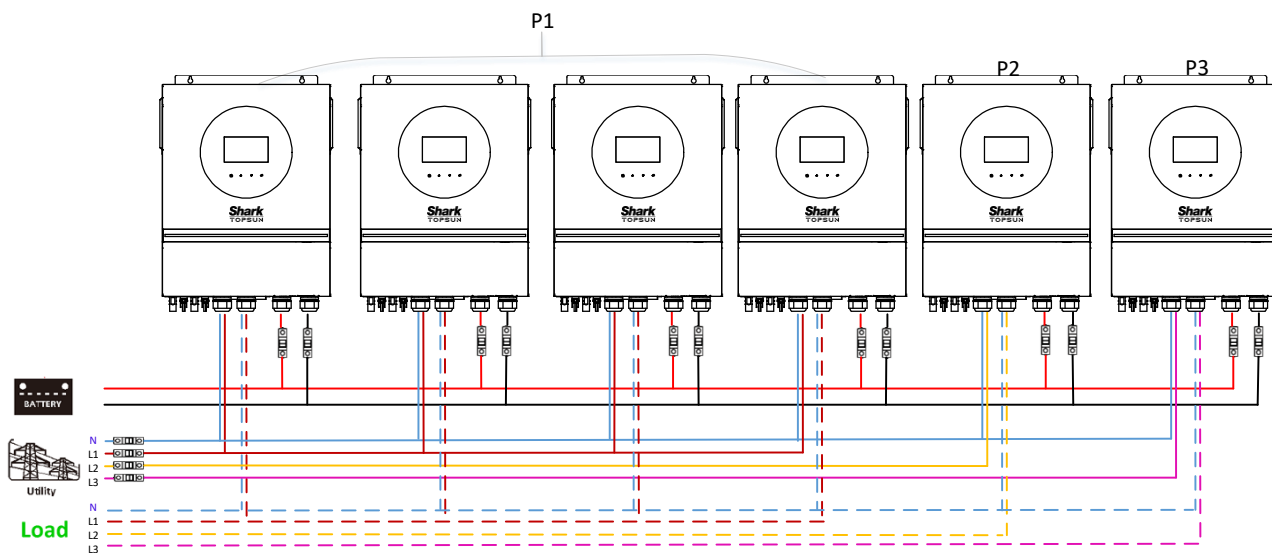 P1
P2
P3
Shark
TOPSUN
Shark
TOPSUN
Shark
TOPSUN
Shark
TOPSUN
Shark
TOPSUN
Shark
TOPSUN
BATTERY
N
L1
L2
L3
Utility
N
L1
L2
L3
Load